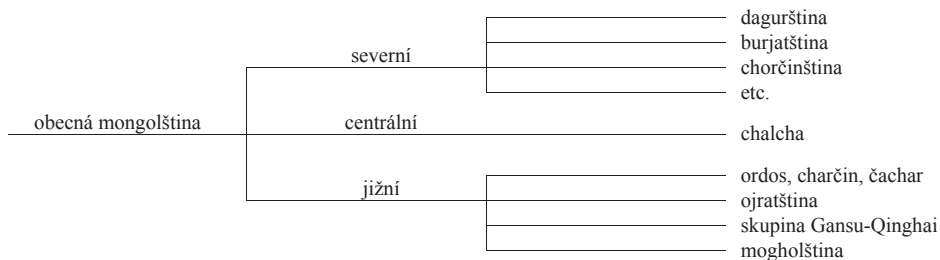 dagurština
severní
burjatština
chorčinština
etc.
obecná mongolština
centrální
chalcha
jižní
ordos, charčin, čachar
ojratština
skupina Gansu-Qinghai
mogholština